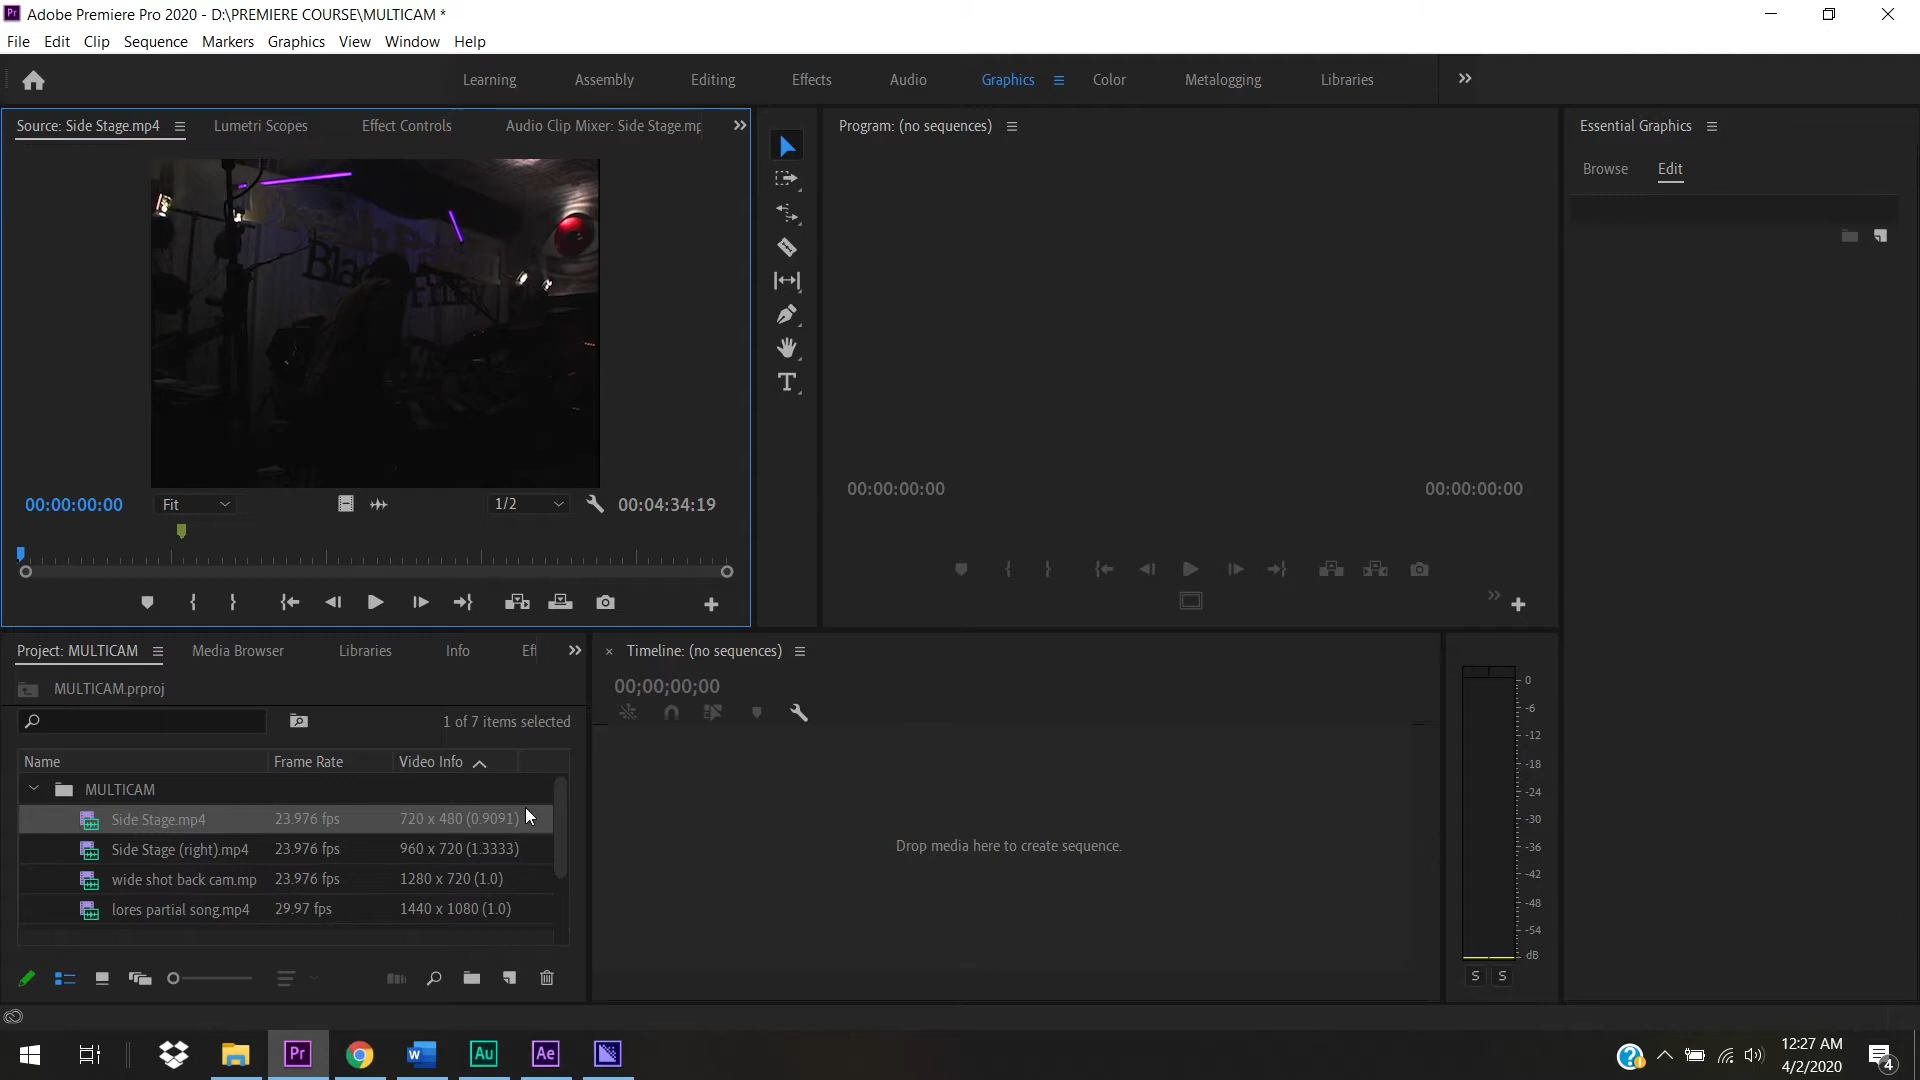 Adobe Premiere Pro 2020 - D:\PREMIERE COURSE\MULTICAM *
File Edit Clip Sequence Markers Graphics View Window Help
Learning Assembly Editing Effects Audio Graphics Color Metalogging Libraries
Source: Side Stage.mp4 Lumetri Scopes Effect Controls Audio Clip Mixer: Side Stage.mp
Program: (no sequences)
Essential Graphics
Browse Edit
00:00:00:00 Fit 1/2 00:04:34:19
00:00:00:00 00:00:00:00
Project: MULTICAM Media Browser Libraries Info Eff
MULTICAM.prproj
1 of 7 items selected
Name Frame Rate Video Info
MULTICAM
Side Stage.mp4 23.976 fps 720 x 480 (0.9091)
Side Stage (right).mp4 23.976 fps 960 x 720 (1.3333)
wide shot back cam.mp 23.976 fps 1280 x 720 (1.0)
lores partial song.mp4 29.97 fps 1440 x 1080 (1.0)
Timeline: (no sequences)
00;00;00;00
Drop media here to create sequence.
0
-6
-12
-18
-24
-30
-36
-42
-48
-54
dB
S S
12:27 AM
4/2/2020
4